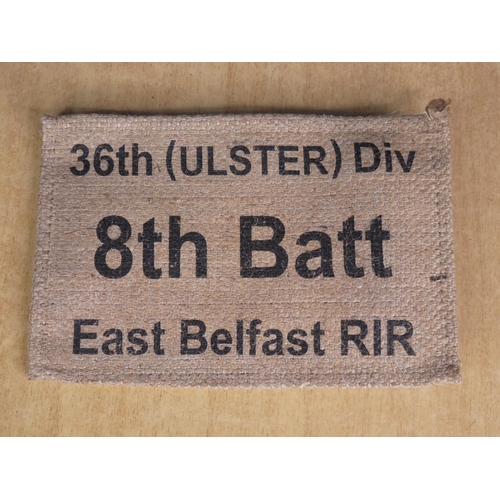 36th (ULSTER) Div
8th Batt
East Belfast RIR